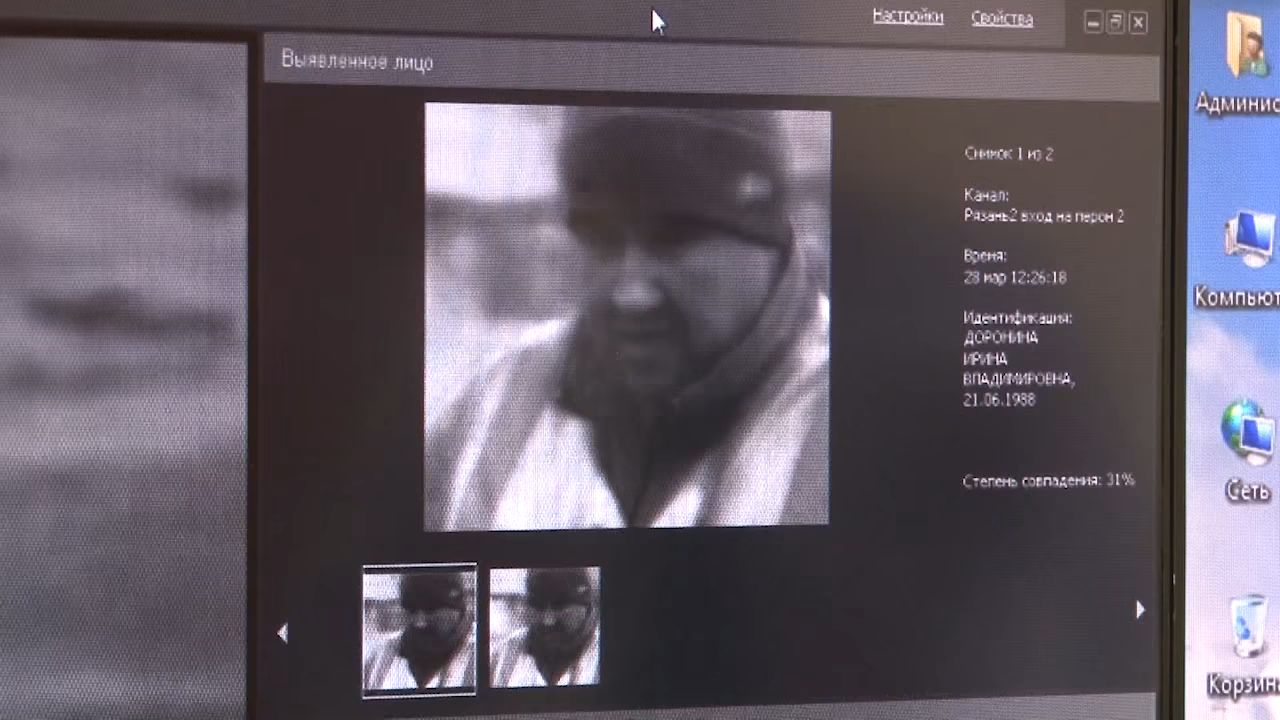 Настройки Свойства
Выявленное лицо
Снимок 1 из 2
Канал:
Рязань2 вход на перон 2
Время:
28 мар 12:26:18
Идентификация:
ДОРОНИНА
ИРИНА
ВЛАДИМИРОВНА,
21.06.1988
Степень совпадения: 31%
Админис
Компьют
Сеть
Корзин